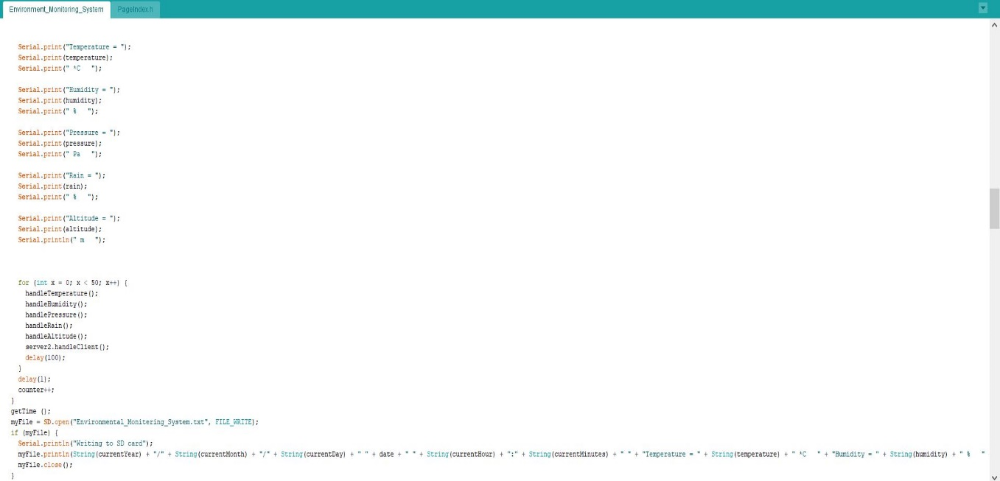 Environment_Monitoring_System PageIndex.h
Serial.print("Temperature = ");
Serial.print(temperature);
Serial.print(" *C   ");
Serial.print("Humidity = ");
Serial.print(humidity);
Serial.print(" %   ");
Serial.print("Pressure = ");
Serial.print(pressure);
Serial.print(" Pa   ");
Serial.print("Rain = ");
Serial.print(rain);
Serial.print(" %   ");
Serial.print("Altitude = ");
Serial.print(altitude);
Serial.println(" m   ");
for (int x = 0; x < 50; x++) {
handleTemperature();
handleHumidity();
handlePressure();
handleRain();
handleAltitude();
server2.handleClient();
delay(100);
}
delay(1);
counter++;
}
getTime ();
myFile = SD.open("Environmental_Monitering_System.txt", FILE_WRITE);
if (myFile) {
Serial.println("Writing to SD card");
myFile.println(String(currentYear) + "/" + String(currentMonth) + "/" + String(currentDay) + " " + date + " " + String(currentHour) + ":" + String(currentMinutes) + " " + "Temperature = " + String(temperature) + " *C   " + "Humidity = " + String(humidity) + " %   "
myFile.close();
}